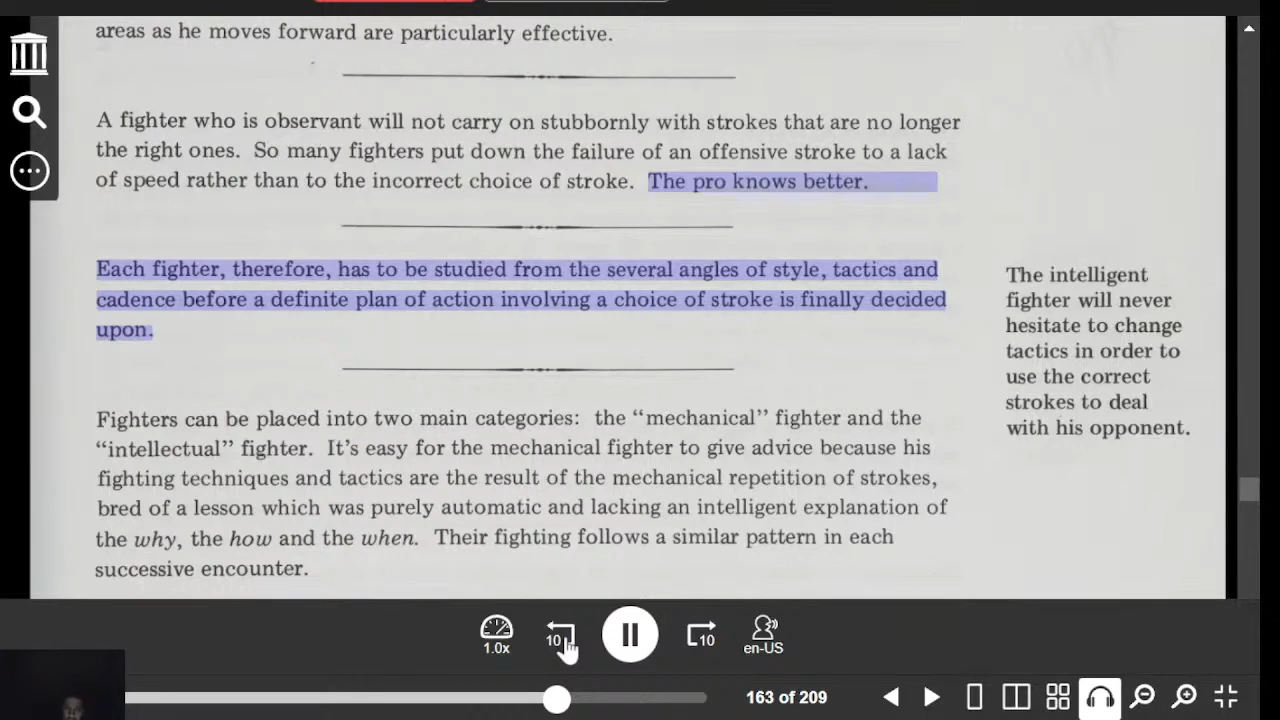 areas as he moves forward are particularly effective.
A fighter who is observant will not carry on stubbornly with strokes that are no longer
the right ones. So many fighters put down the failure of an offensive stroke to a lack
of speed rather than to the incorrect choice of stroke. The pro knows better.
Each fighter, therefore, has to be studied from the several angles of style, tactics and
cadence before a definite plan of action involving a choice of stroke is finally decided
upon.
The intelligent
fighter will never
hesitate to change
tactics in order to
use the correct
strokes to deal
with his opponent.
Fighters can be placed into two main categories: the “mechanical” fighter and the
“intellectual” fighter. It’s easy for the mechanical fighter to give advice because his
fighting techniques and tactics are the result of the mechanical repetition of strokes,
bred of a lesson which was purely automatic and lacking an intelligent explanation of
the why, the how and the when. Their fighting follows a similar pattern in each
successive encounter.
1.0x
10
10
en-US
163 of 209